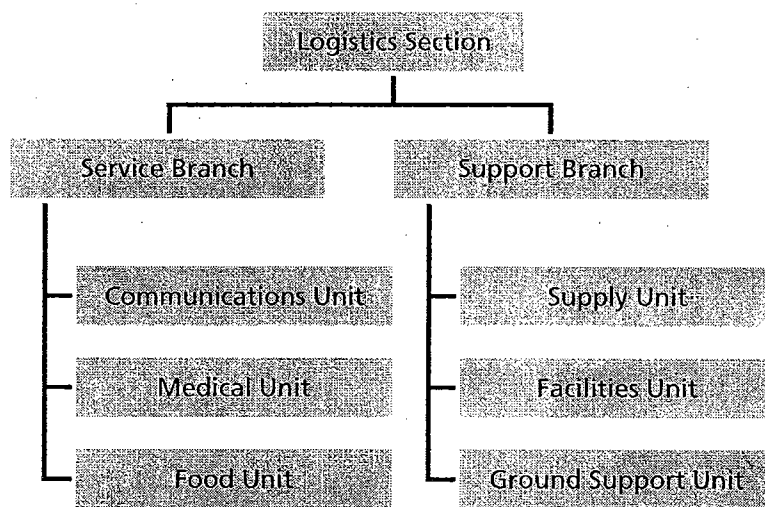 Logistics Section
Service Branch
Support Branch
Communications Unit
Supply Unit
Medical Unit
Facilities Unit
Food Unit
Ground Support Unit